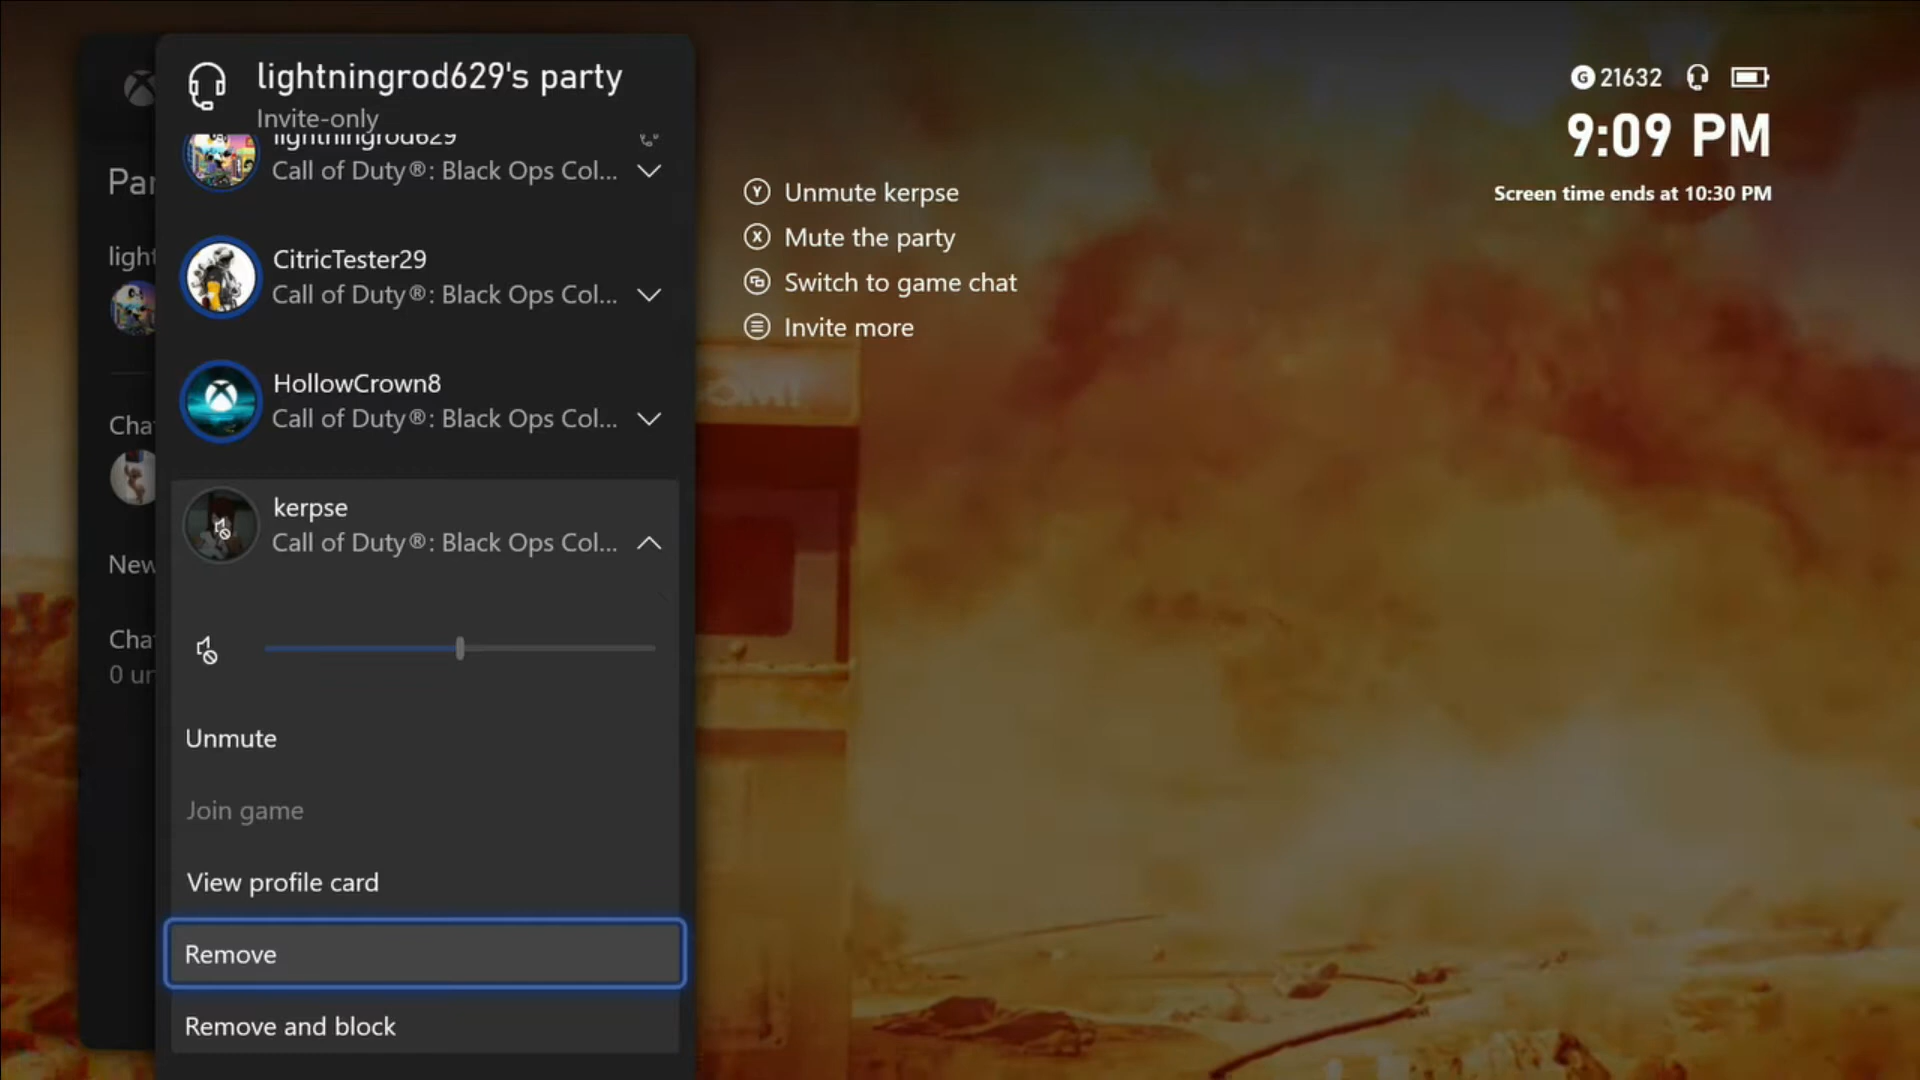 lightningrod629's party
Invite-only
lightningrod629
Call of Duty®: Black Ops Col...
CitricTester29
Call of Duty®: Black Ops Col...
HollowCrown8
Call of Duty®: Black Ops Col...
kerpse
Call of Duty®: Black Ops Col...
Unmute
Join game
View profile card
Remove
Remove and block
Par
light
Cha
New
Cha
0 un
Y Unmute kerpse
X Mute the party
Switch to game chat
Invite more
G 21632
9:09 PM
Screen time ends at 10:30 PM